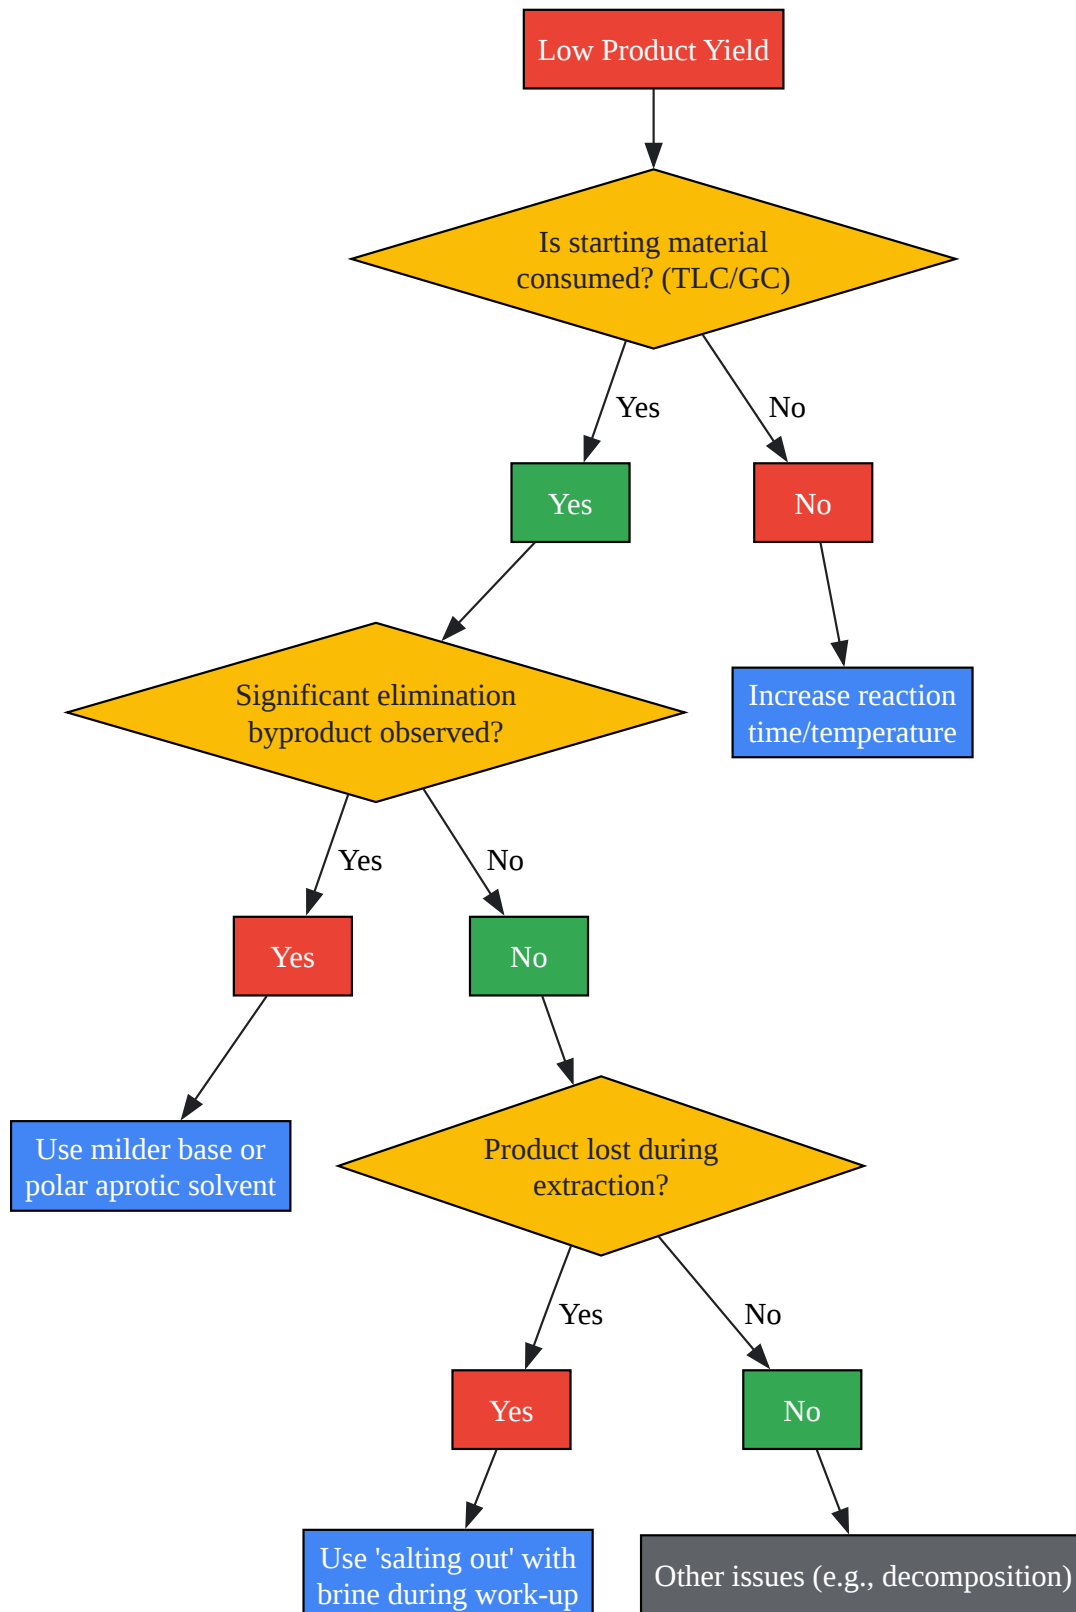 Low Product Yield
Is starting material
consumed? (TLC/GC)
Yes
No
Yes
No
Significant elimination
byproduct observed?
Increase reaction
time/temperature
Yes
No
Yes
No
Use milder base or
polar aprotic solvent
Product lost during
extraction?
Yes
No
Yes
No
Use 'salting out' with
brine during work-up
Other issues (e.g., decomposition)